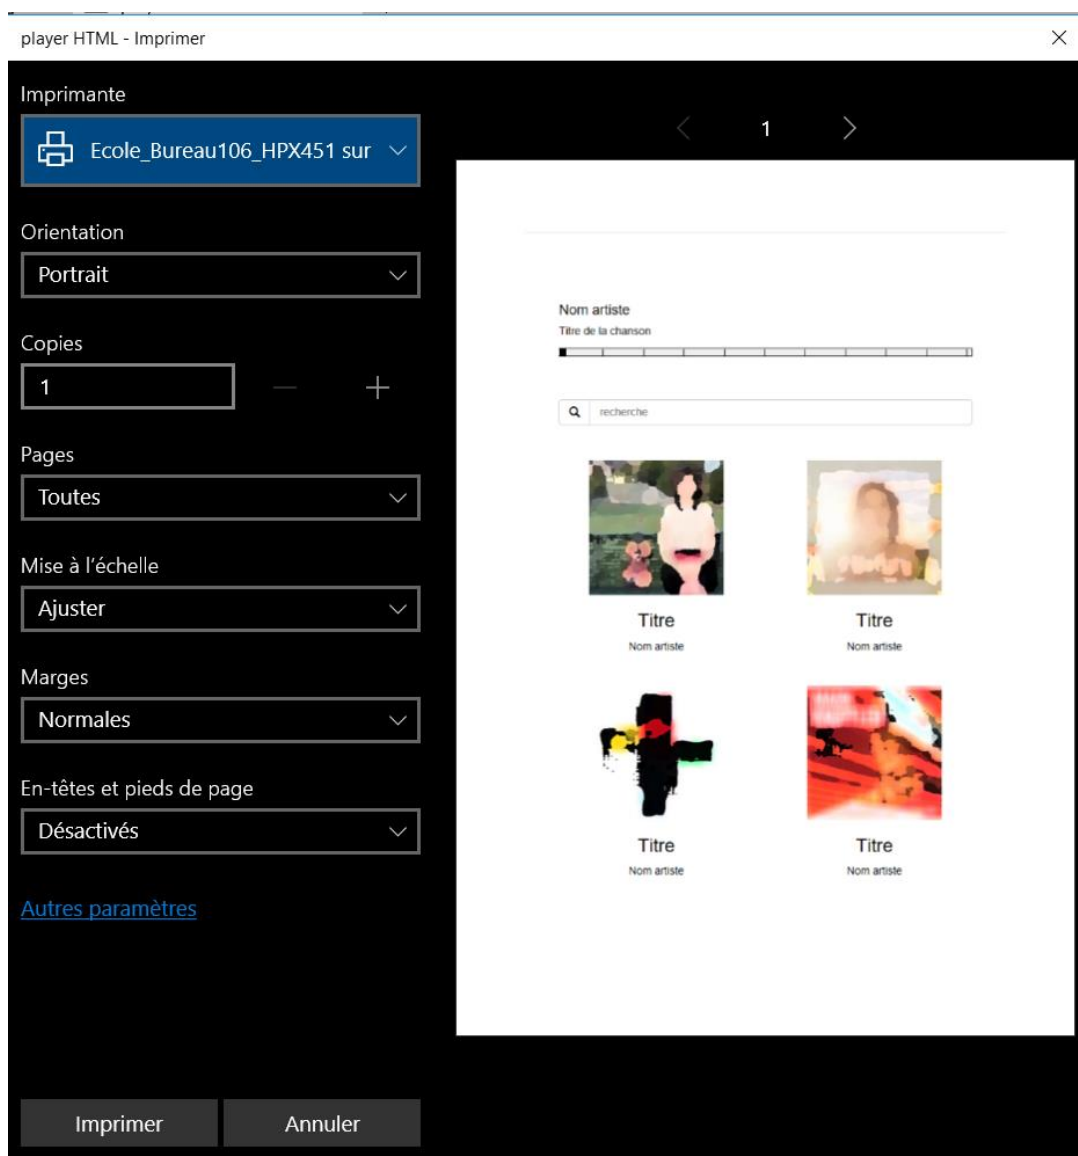 player HTML - Imprimer
Imprimante
Ecole_Bureau106_HPX451 sur
Orientation
Portrait
Copies
1
Pages
Toutes
Mise à l'échelle
Ajuster
Marges
Normales
En-têtes et pieds de page
Désactivés
Autres paramètres
Imprimer
Annuler
1
Nom artiste
Titre de la chanson
recherche
Titre
Nom artiste
Titre
Nom artiste
Titre
Nom artiste
Titre
Nom artiste